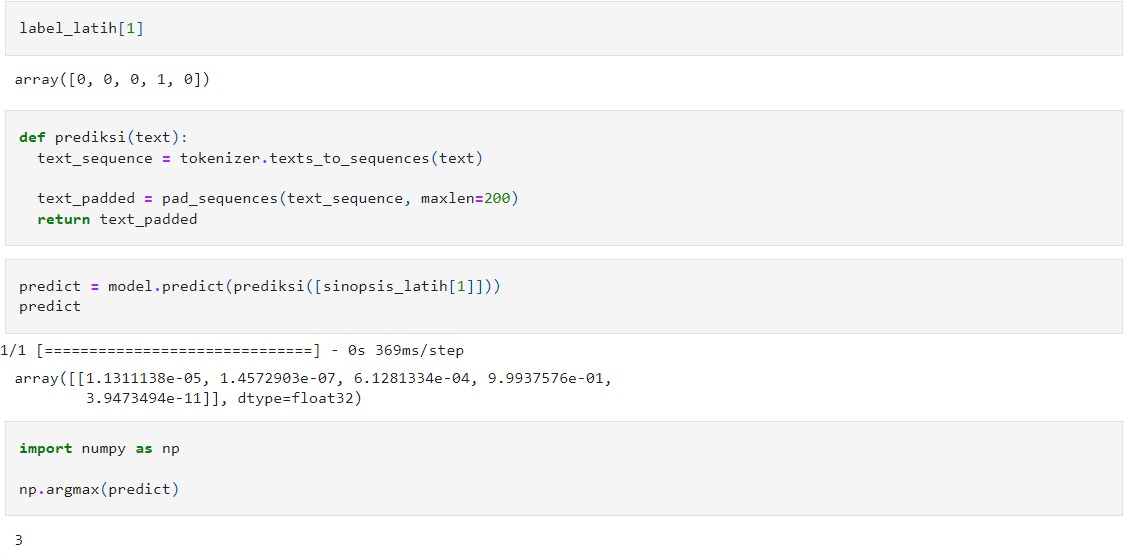 label_latih[1]
array([0, 0, 0, 1, 0])
def prediksi(text):
  text_sequence = tokenizer.texts_to_sequences(text)
  text_padded = pad_sequences(text_sequence, maxlen=200)
  return text_padded
predict = model.predict(prediksi([sinopsis_latih[1]]))
predict
1/1 [==============================] - 0s 369ms/step
array([[1.1311138e-05, 1.4572903e-07, 6.1281334e-04, 9.9937576e-01,
        3.9473494e-11]], dtype=float32)
import numpy as np
np.argmax(predict)
3